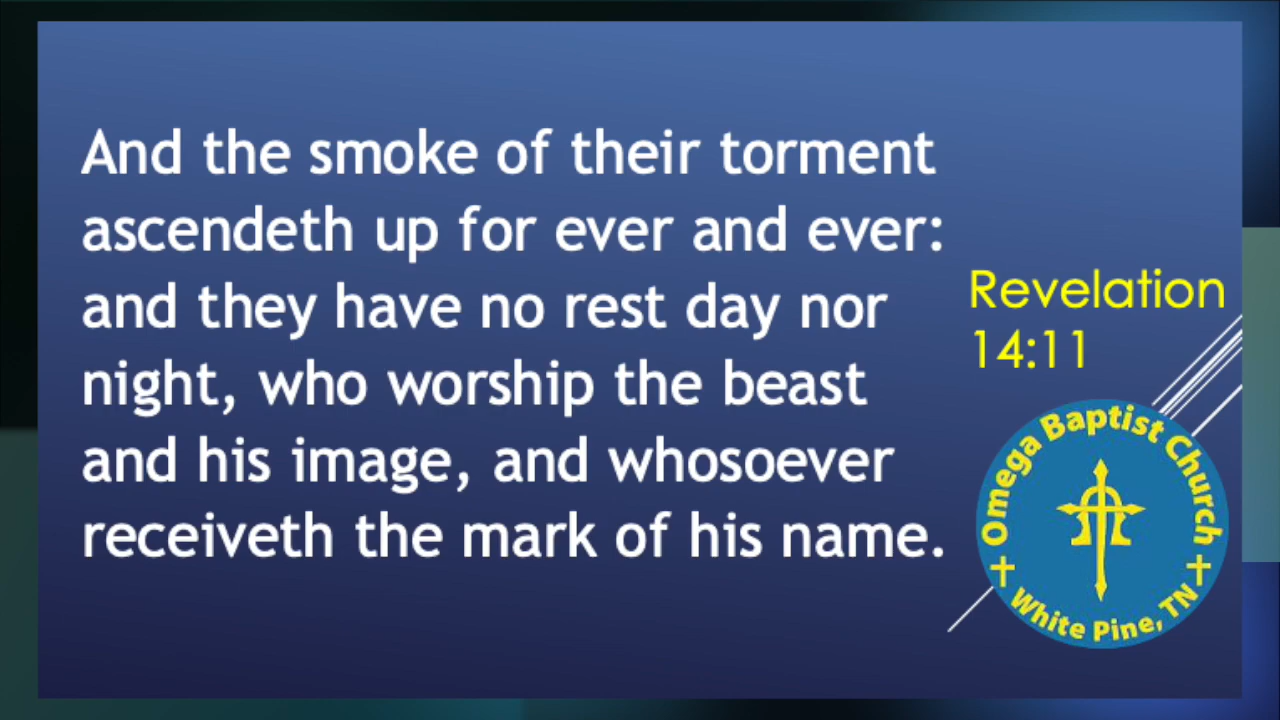 And the smoke of their torment
ascendeth up for ever and ever:
and they have no rest day nor
night, who worship the beast
and his image, and whosoever
receiveth the mark of his name.
Revelation
14:11
Omega Baptist Church
White Pine, TN